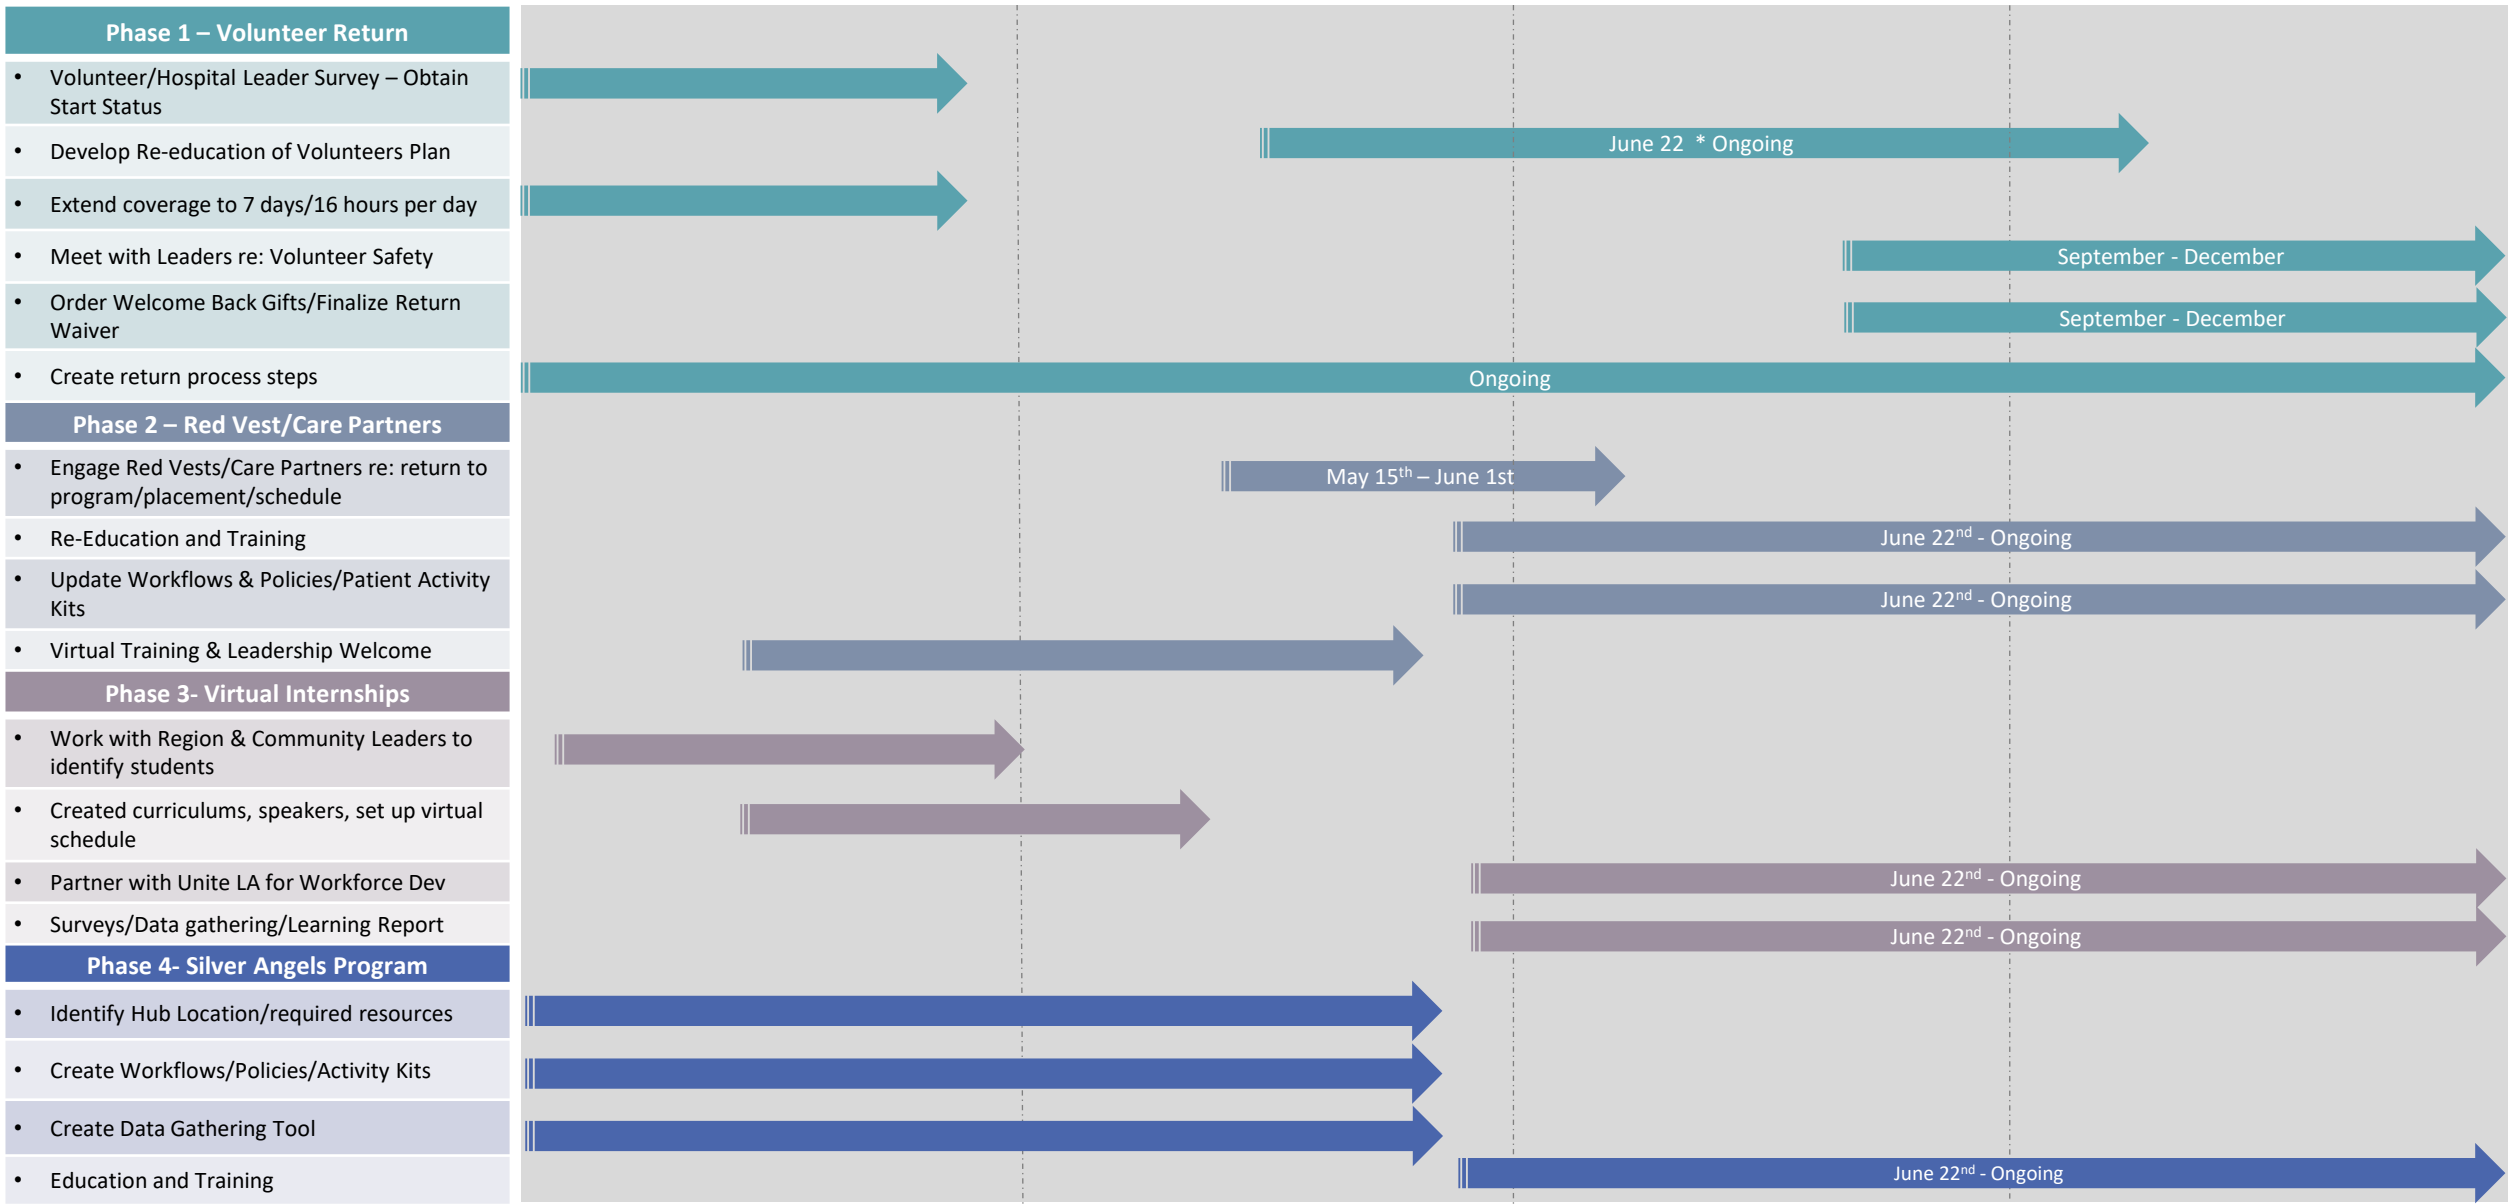 Phase 1 – Volunteer Return
• Volunteer/Hospital Leader Survey – Obtain
Start Status
• Develop Re-education of Volunteers Plan
June 22 * Ongoing
• Extend coverage to 7 days/16 hours per day
• Meet with Leaders re: Volunteer Safety
September - December
• Order Welcome Back Gifts/Finalize Return
Waiver
September - December
• Create return process steps
Ongoing
Phase 2 – Red Vest/Care Partners
• Engage Red Vests/Care Partners re: return to
program/placement/schedule
May 15th – June 1st
• Re-Education and Training
June 22nd - Ongoing
• Update Workflows & Policies/Patient Activity
Kits
June 22nd - Ongoing
• Virtual Training & Leadership Welcome
Phase 3- Virtual Internships
• Work with Region & Community Leaders to
identify students
• Created curriculums, speakers, set up virtual
schedule
• Partner with Unite LA for Workforce Dev
June 22nd - Ongoing
• Surveys/Data gathering/Learning Report
June 22nd - Ongoing
Phase 4- Silver Angels Program
• Identify Hub Location/required resources
• Create Workflows/Policies/Activity Kits
• Create Data Gathering Tool
• Education and Training
June 22nd - Ongoing